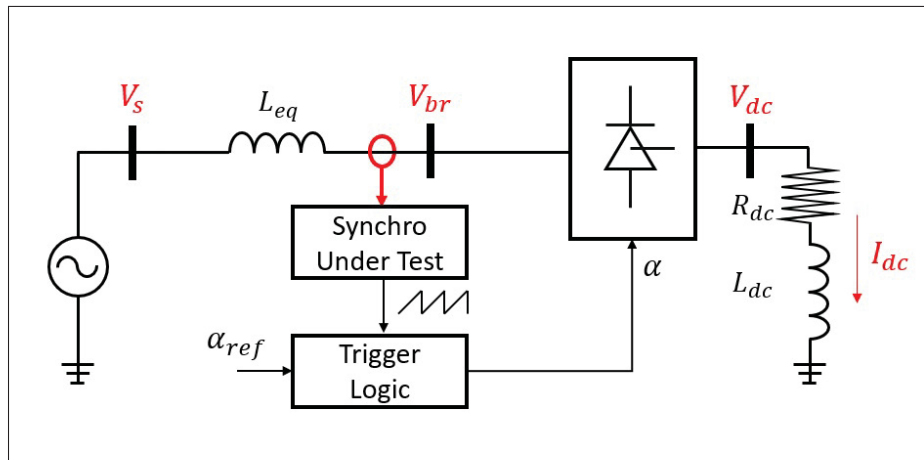 V_s
L_eq
V_br
V_dc
Synchro
Under Test
R_dc
α
I_dc
L_dc
α_ref
Trigger
Logic